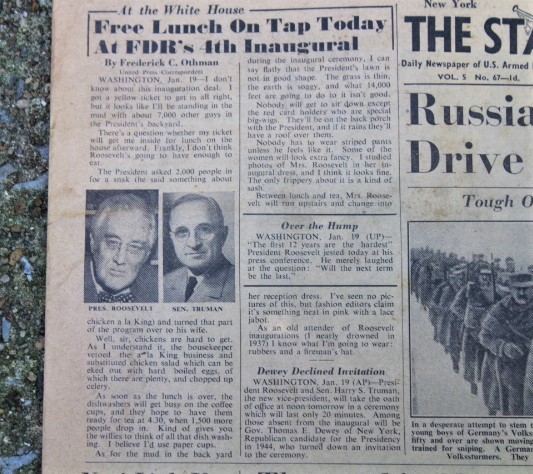 At the White House
Free Lunch On Tap Today
At FDR's 4th Inaugural
By Frederick C. Othman
United Press Correspondent
WASHINGTON, Jan. 19—I don't
know about this inauguration deal. I
got a yellow ticket to get in all right,
but it looks like I'll be standing in the
mud with about 7,000 other guys in
the President's backyard.
There's a question whether my ticket
will get me inside for lunch on the
house afterward. Frankly, I don't think
Roosevelt's going to have enough to
eat.
The President asked 2,000 people in
for a snak (he said something about
PRES. ROOSEVELT
SEN. TRUMAN
chicken a la King) and turned that part
of the program over to his wife.
Well, sir, chickens are hard to get.
As I understand it, the housekeeper
vetoed the a la King business and
substituted chicken salad which can be
eked out with hard boiled eggs, of
which there are plenty, and chopped up
celery.
As soon as the lunch is over, the
dishwashers will get busy on the coffee
cups, and they hope to have them
ready for tea at 4.30, when 1,500 more
people drop in. Kind of gives you
the willies to think of all that dishwash-
ing. I believe I'd use paper cups.
As for the mud in the back yard
during the inaugural ceremony, I can
say flatly that the President's lawn is
not in good shape. The grass is thin,
the earth is soggy, and what 14,000
feet are going to do to it isn't good.
Nobody will get to sit down except
the red card holders who are special
big-wigs. They'll be on the back porch
with the President, and if it rains they'll
have a roof over them.
Nobody has to wear striped pants
unless he feels like it. Some of the
women will look extra fancy. I studied
photos of Mrs. Roosevelt in her in-
augural dress, and I think it looks fine.
The only frippery about it is a kind of
sash.
Between lunch and tea, Mrs. Roose-
velt will run upstairs and change into
Over the Hump
WASHINGTON, Jan. 19 (UP)—
"The first 12 years are the hardest"
President Roosevelt jested today at his
press conference. He merely laughed
at the question: "Will the next term
be the last."
her reception dress. I've seen no pic-
tures of this, but fashion editors claim
it's something neat in pink with a lace
jabot.
As an old attender of Roosevelt
inaugurations (I nearly drowned in
1937) I know what I'm going to wear:
rubbers and a fireman's hat.
Dewey Declined Invitation
WASHINGTON, Jan. 19 (AP)—Presi-
dent Roosevelt and Sen. Harry S. Truman,
the new vice-president, will take the oath
of office at noon tomorrow in a ceremony
which will last only 20 minutes. Among
those absent from the inaugural will be
Gov. Thomas E. Dewey of New York,
Republican candidate for the Presidency
in 1944, who turned down an invitation
to the ceremony.
New York
THE STA
Daily Newspaper of U.S. Armed
VOL. 5 No. 67—1d.
Russia
Drive
Tough O
In a desperate attempt to stem t
young boys of Germany's Volks
fifty and over are shown moving
trained for sniping. A German
Volkssturmers. They